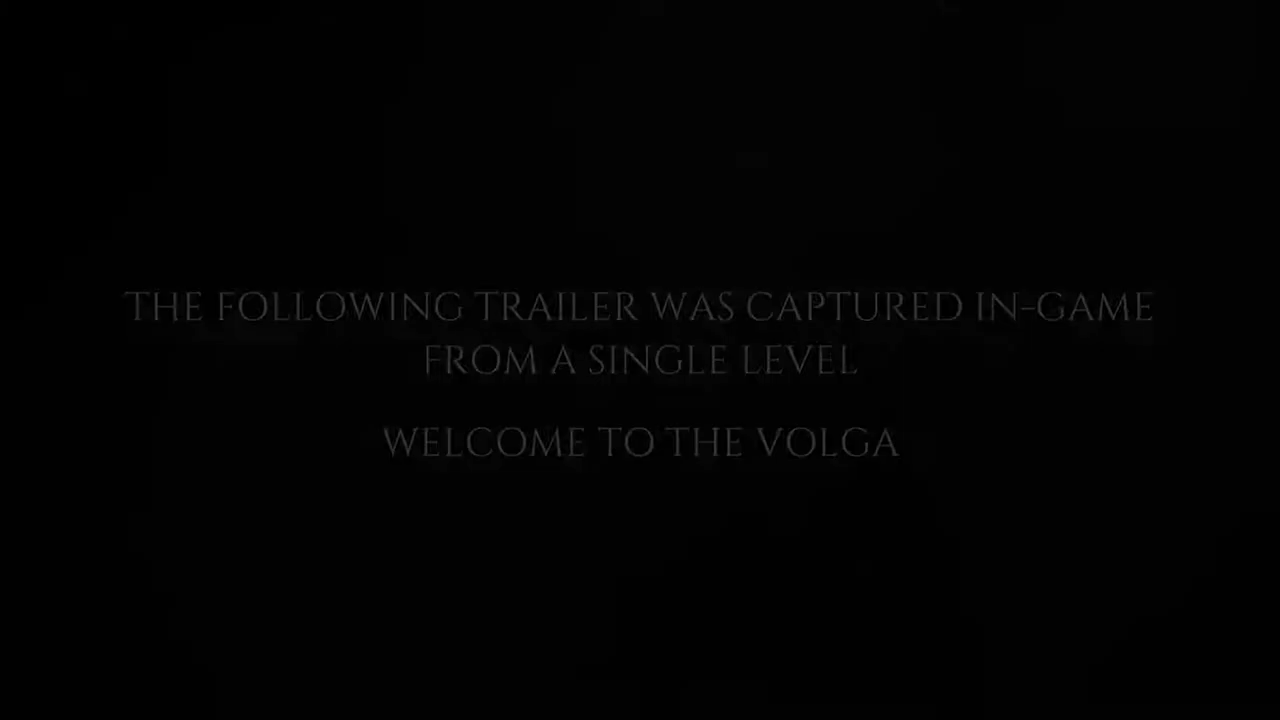 THE FOLLOWING TRAILER WAS CAPTURED IN-GAME
FROM A SINGLE LEVEL
WELCOME TO THE VOLGA